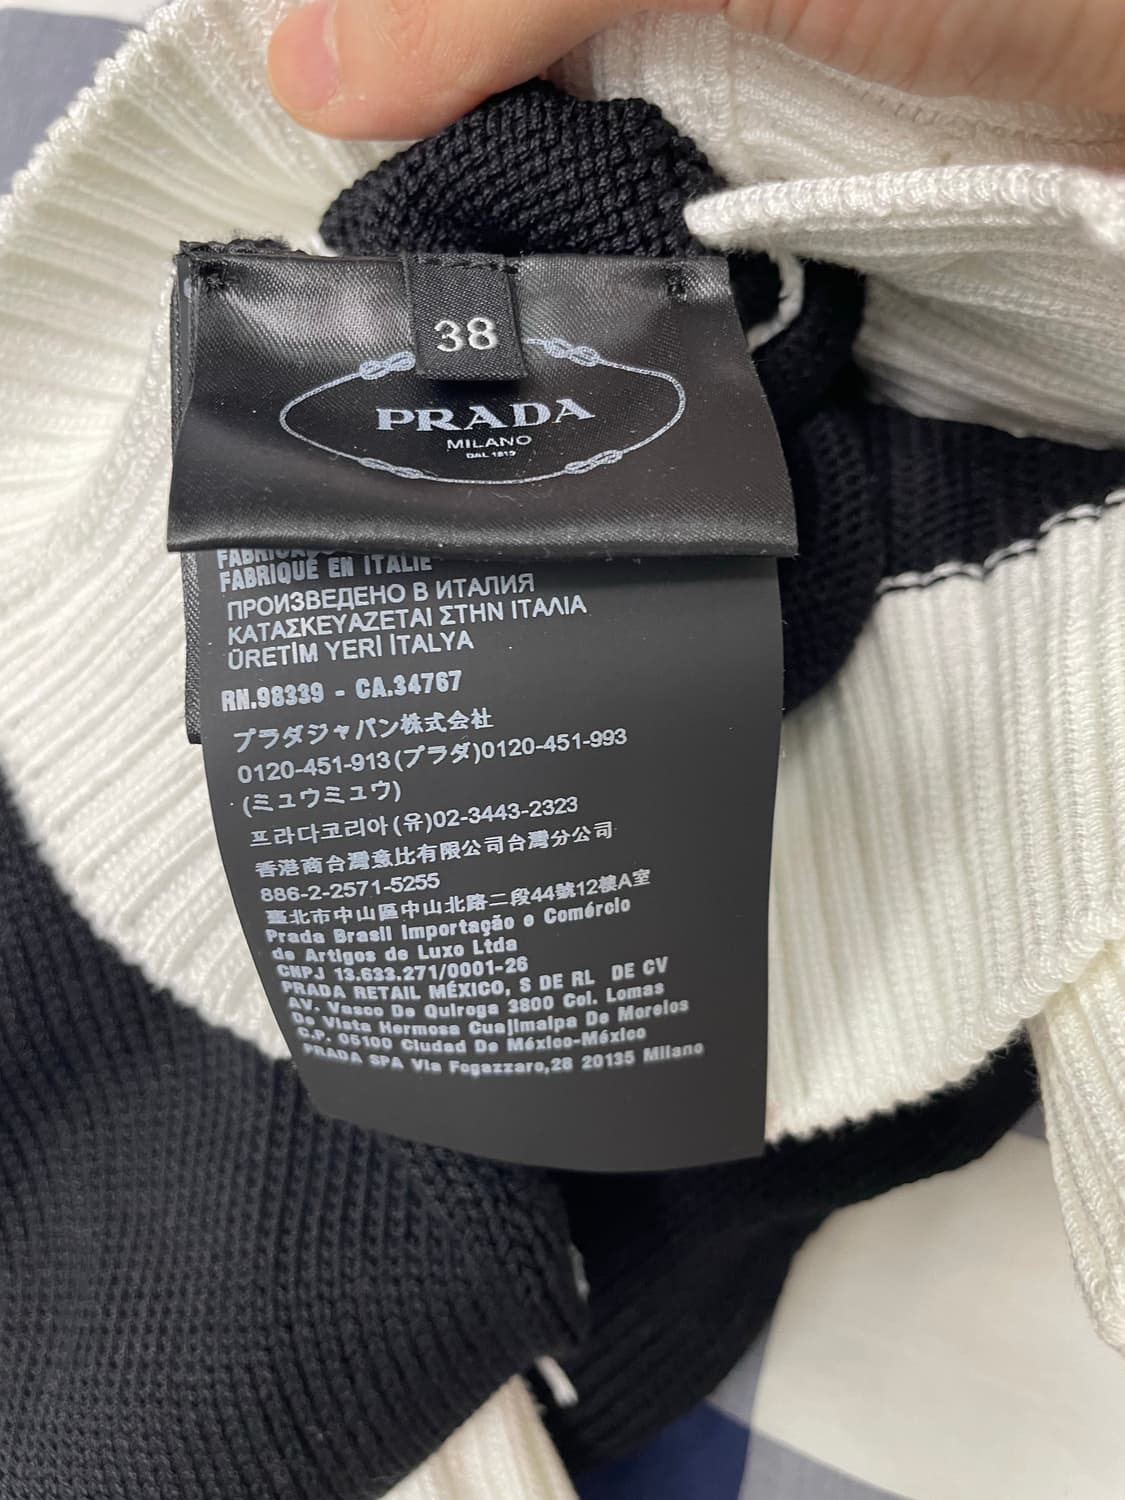 38
PRADA
MILANO
DAL 1913
FABRIQUÉ EN ITALIE
ПРОИЗВЕДЕНО В ИТАЛИЯ
ΚΑΤΑΣΚΕΥΑΖΕΤΑΙ ΣΤΗΝ ΙΤΑΛΙΑ
ÜRETİM YERİ İTALYA
RN.98339 - CA.34767
プラダジャパン株式会社
0120-451-913(プラダ)0120-451-993
(ミュウミュウ)
프라다코리아(유)02-3443-2323
香港商台灣意比有限公司台灣分公司
886-2-2571-5255
臺北市中山區中山北路二段44號12樓A室
Prada Brasil Importação e Comércio
de Artigos de Luxo Ltda
CNPJ 13.633.271/0001-26
PRADA RETAIL MÉXICO, S DE RL DE CV
AV. Vasco De Quiroga 3800 Col. Lomas
De Vista Hermosa Cuajimalpa De Morelos
C.P. 05100 Ciudad De México-México
PRADA SPA Via Fogazzaro,28 20135 Milano